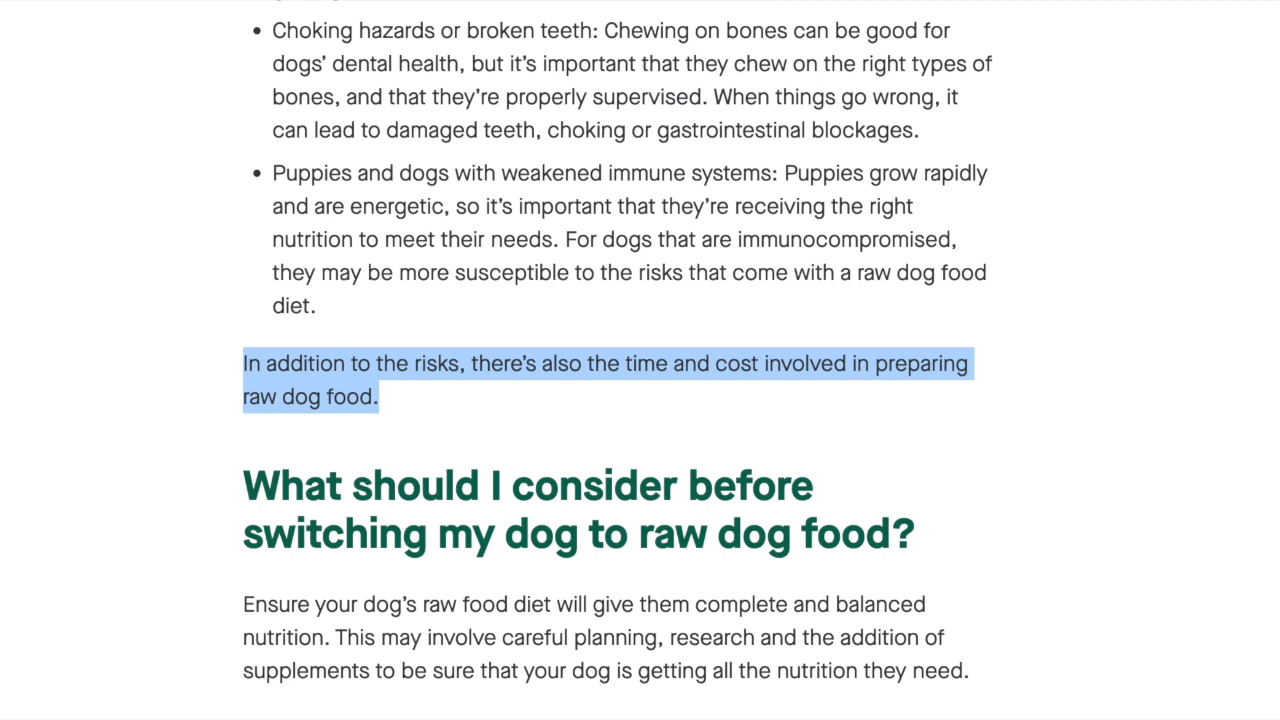 • Choking hazards or broken teeth: Chewing on bones can be good for
dogs’ dental health, but it’s important that they chew on the right types of
bones, and that they’re properly supervised. When things go wrong, it
can lead to damaged teeth, choking or gastrointestinal blockages.
• Puppies and dogs with weakened immune systems: Puppies grow rapidly
and are energetic, so it’s important that they’re receiving the right
nutrition to meet their needs. For dogs that are immunocompromised,
they may be more susceptible to the risks that come with a raw dog food
diet.
In addition to the risks, there’s also the time and cost involved in preparing
raw dog food.
What should I consider before
switching my dog to raw dog food?
Ensure your dog’s raw food diet will give them complete and balanced
nutrition. This may involve careful planning, research and the addition of
supplements to be sure that your dog is getting all the nutrition they need.